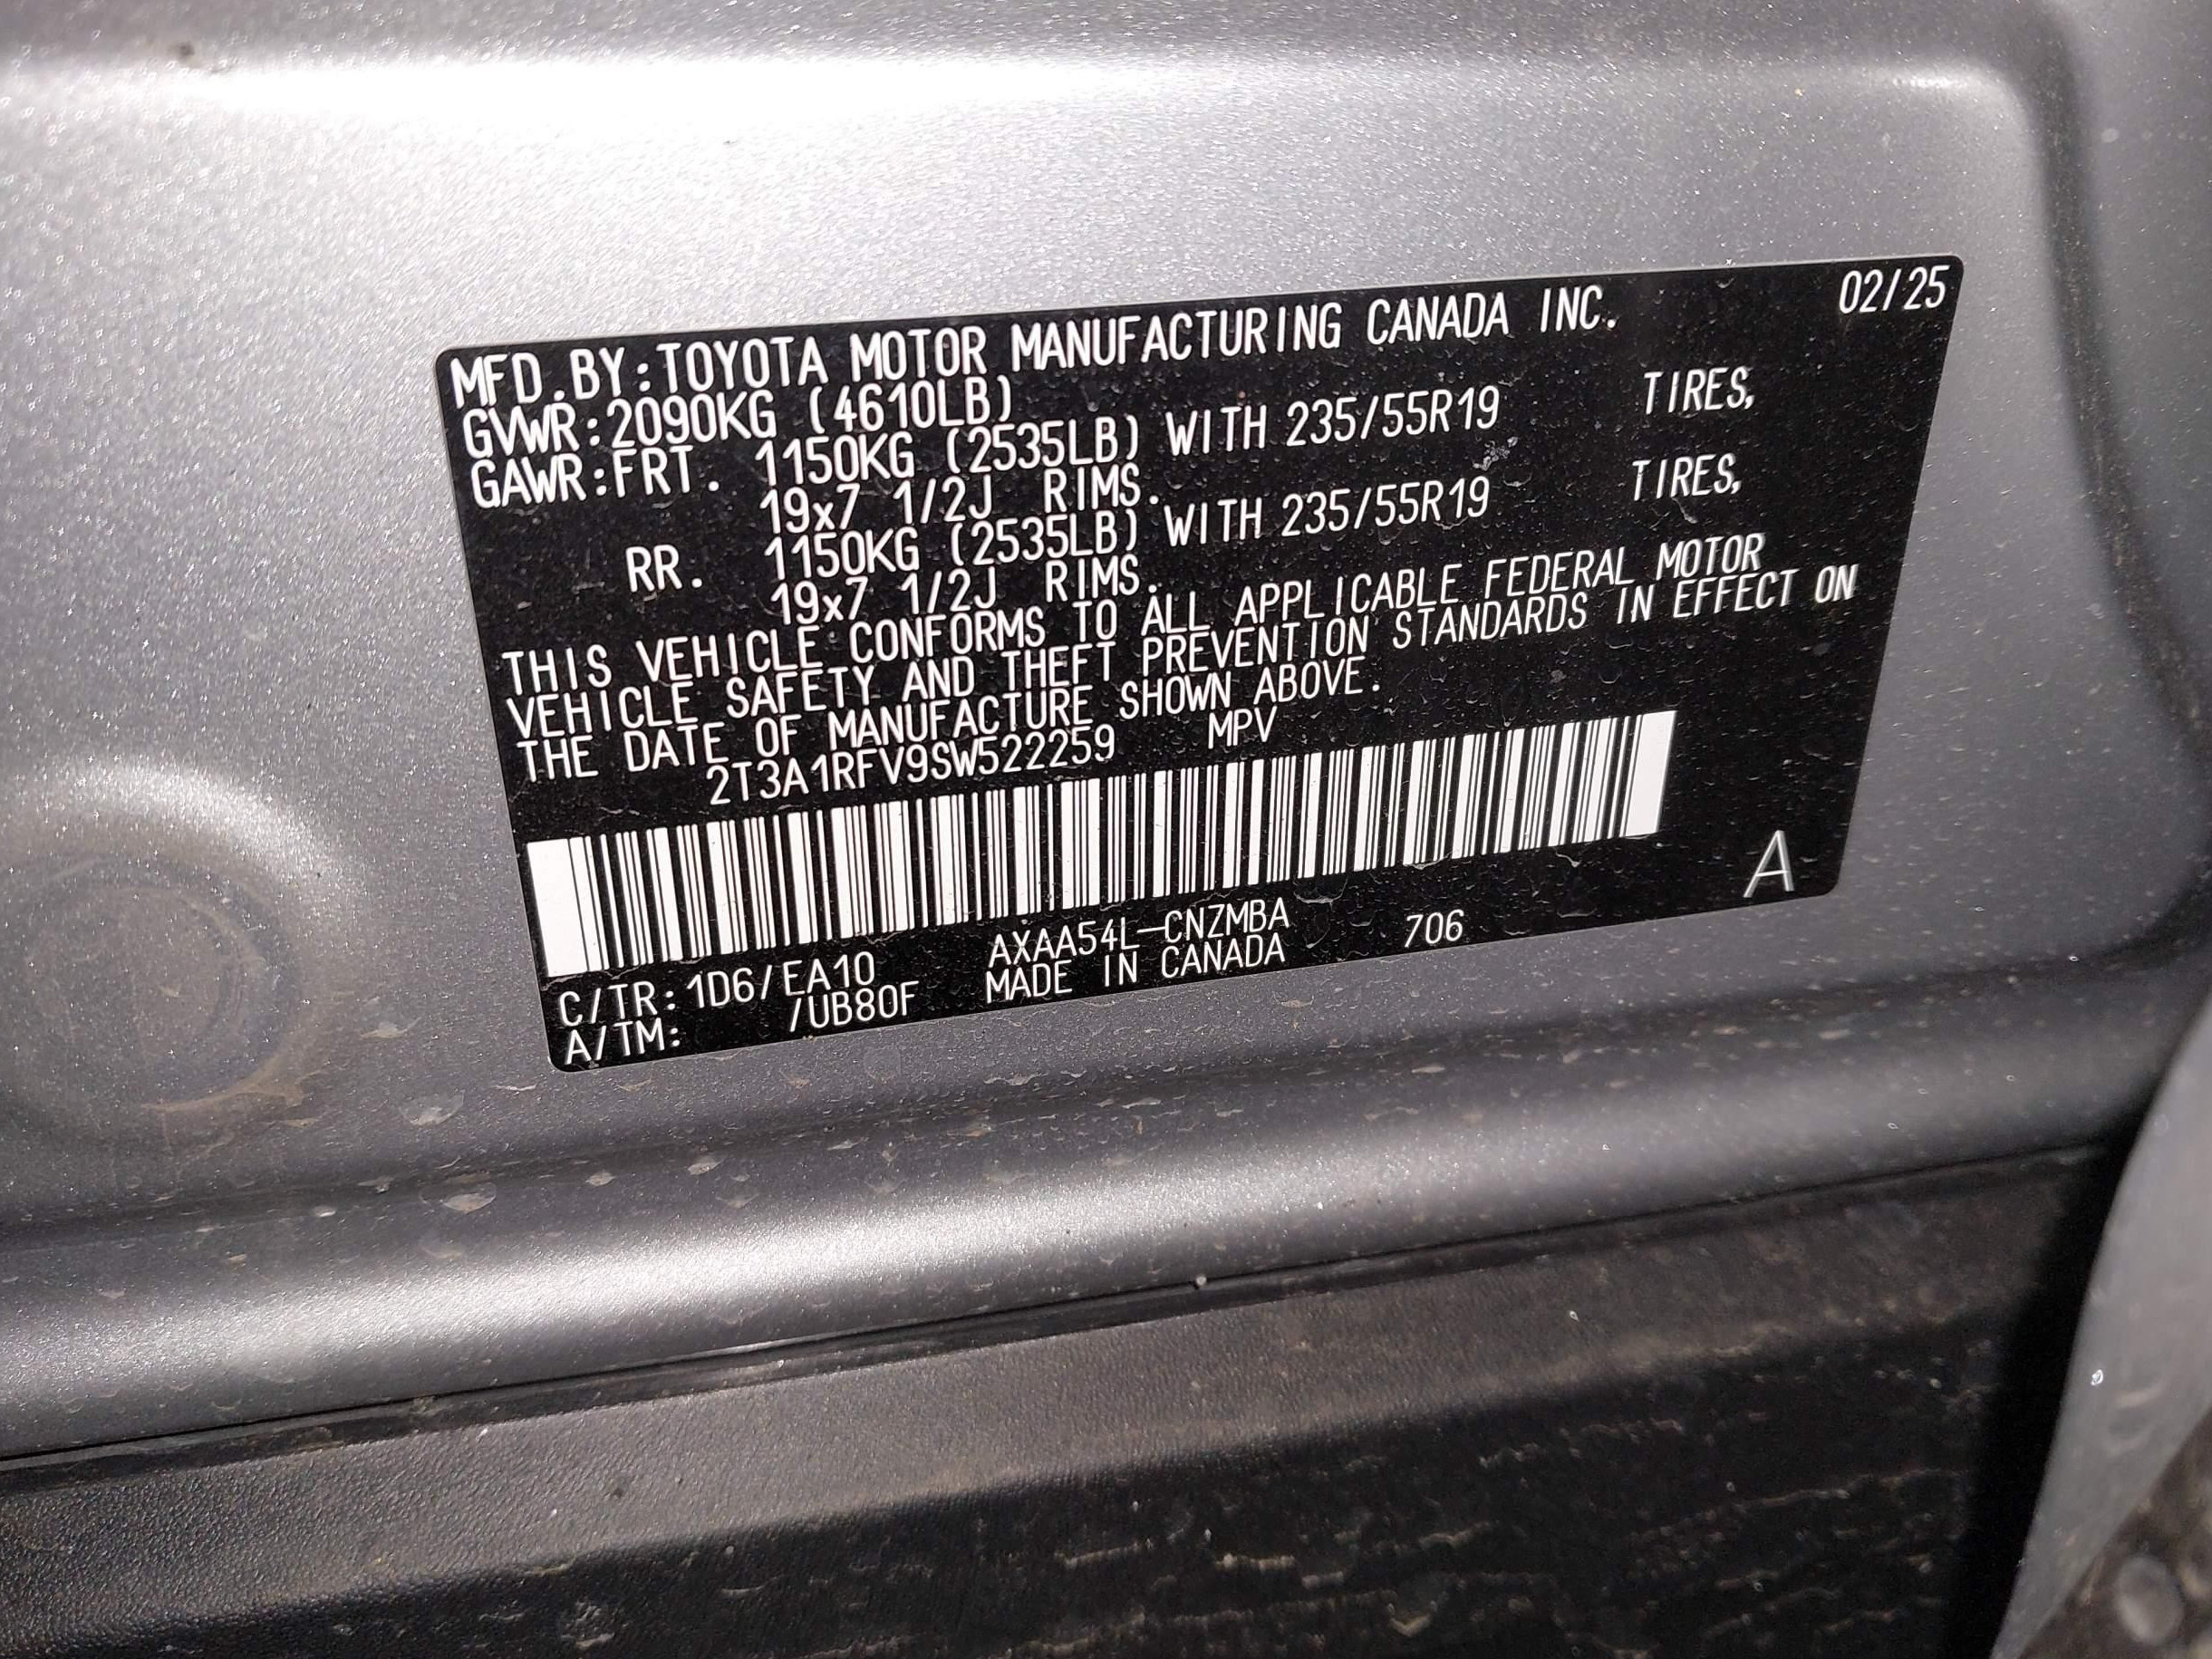 MFD.BY:TOYOTA MOTOR MANUFACTURING CANADA INC. 02/25
GVWR:2090KG (4610LB)
GAWR:FRT. 1150KG (2535LB) WITH 235/55R19 TIRES,
19x7 1/2J RIMS.
RR. 1150KG (2535LB) WITH 235/55R19 TIRES,
19x7 1/2J RIMS.
THIS VEHICLE CONFORMS TO ALL APPLICABLE FEDERAL MOTOR
VEHICLE SAFETY AND THEFT PREVENTION STANDARDS IN EFFECT ON
THE DATE OF MANUFACTURE SHOWN ABOVE.
2T3A1RFV9SW522259 MPV
A
C/TR:1D6/EA10 AXAA54L-CNZMBA 706
A/TM: /UB80F MADE IN CANADA